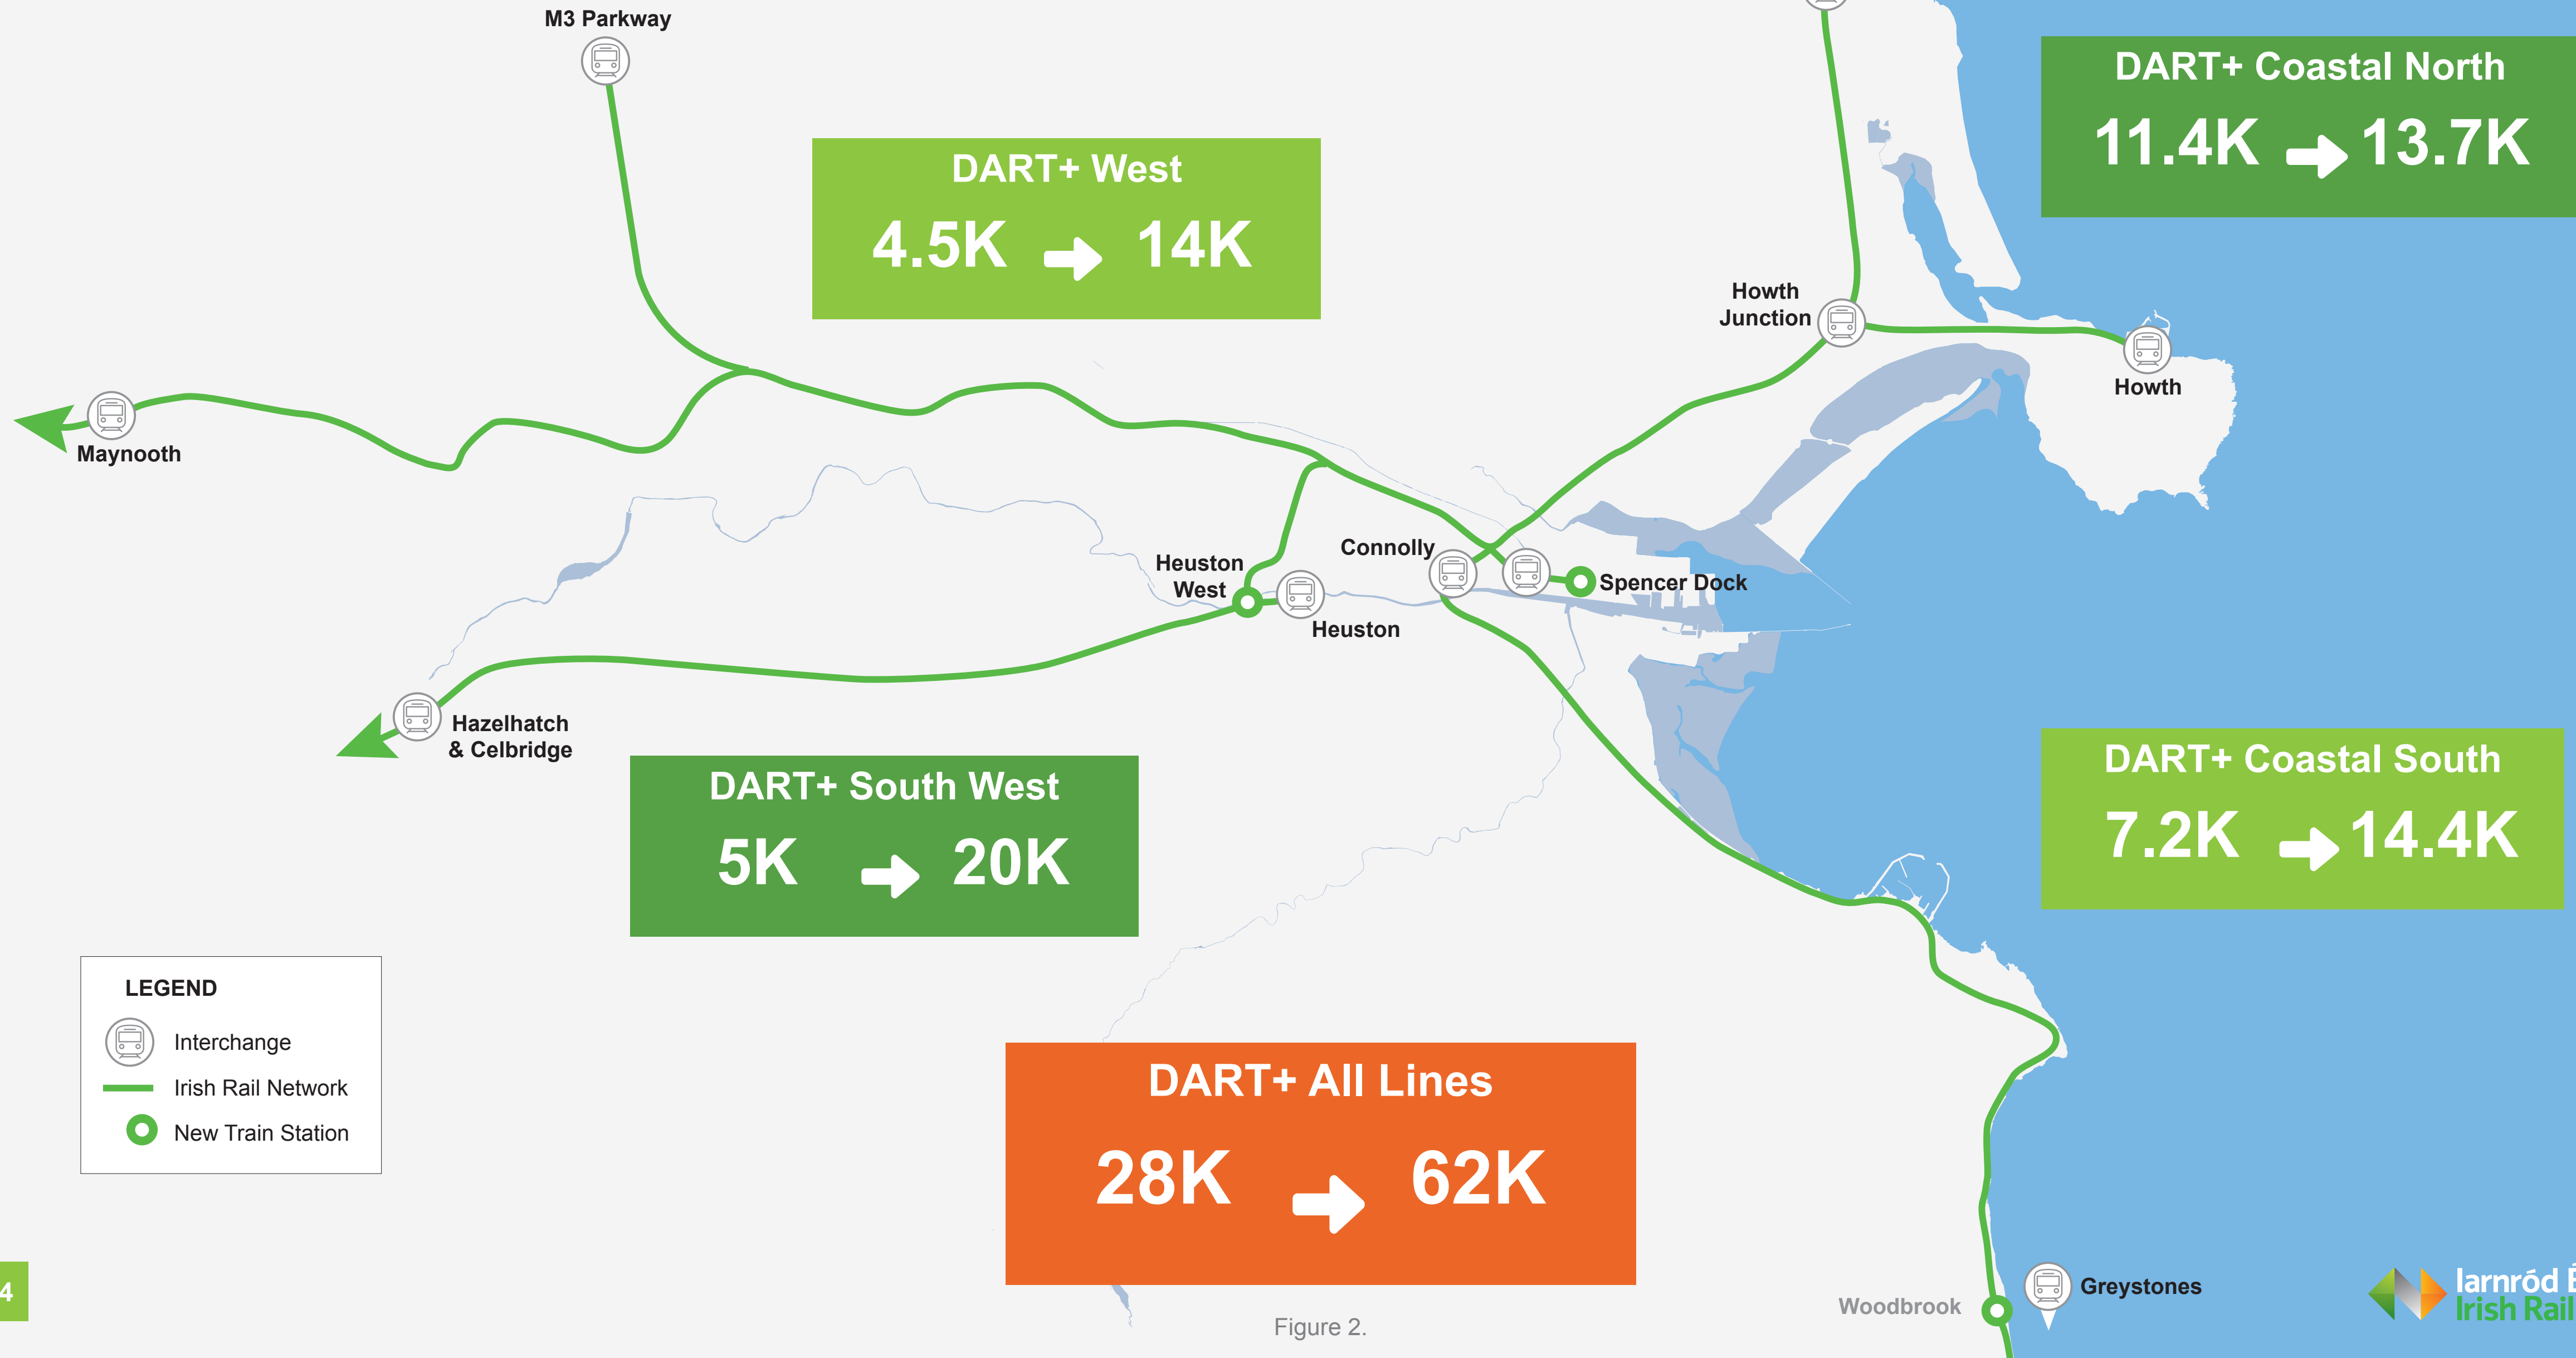 M3 Parkway
DART+ Coastal North
11.4K 13.7K
DART+ West
4.5K 14K
Howth
Junction
Howth
Maynooth
Connolly
Heuston
West
Spencer Dock
Heuston
Hazelhatch
& Celbridge
DART+ South West
5K 20K
DART+ Coastal South
7.2K 14.4K
LEGEND
Interchange
Irish Rail Network
New Train Station
DART+ All Lines
28K 62K
4
Woodbrook
Greystones
Iarnród É
Irish Rail
Figure 2.